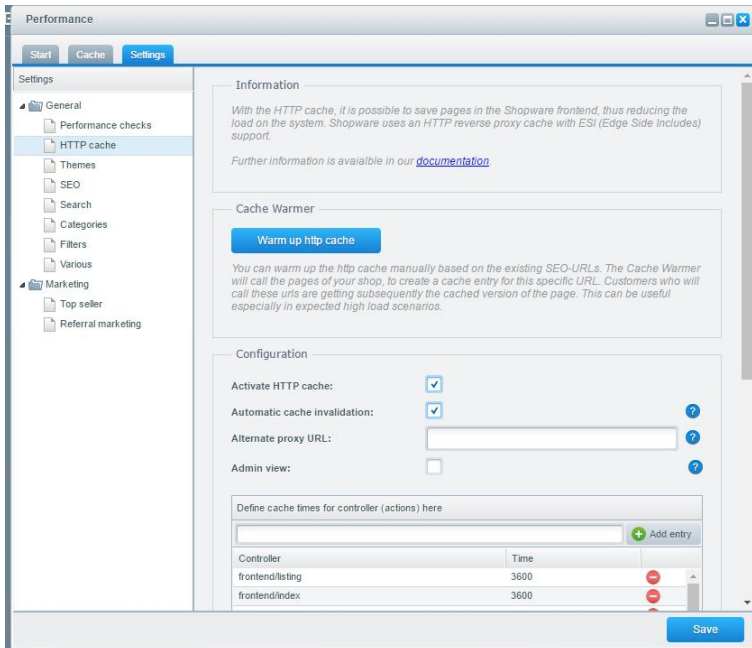 Performance
Start
Cache
Settings
Settings
General
Performance checks
HTTP cache
Themes
SEO
Search
Categories
Filters
Various
Marketing
Top seller
Referral marketing
Information
With the HTTP cache, it is possible to save pages in the Shopware frontend, thus reducing the
load on the system. Shopware uses an HTTP reverse proxy cache with ESI (Edge Side Includes)
support.
Further information is avaialble in our documentation.
Cache Warmer
Warm up http cache
You can warm up the http cache manually based on the existing SEO-URLs. The Cache Warmer
will call the pages of your shop, to create a cache entry for this specific URL. Customers who will
call these urls are getting subsequently the cached version of the page. This can be useful
especially in expected high load scenarios.
Configuration
Activate HTTP cache:
Automatic cache invalidation:
?
Alternate proxy URL:
?
Admin view:
?
Define cache times for controller (actions) here
Add entry
Controller Time
frontend/listing 3600
frontend/index 3600
Save